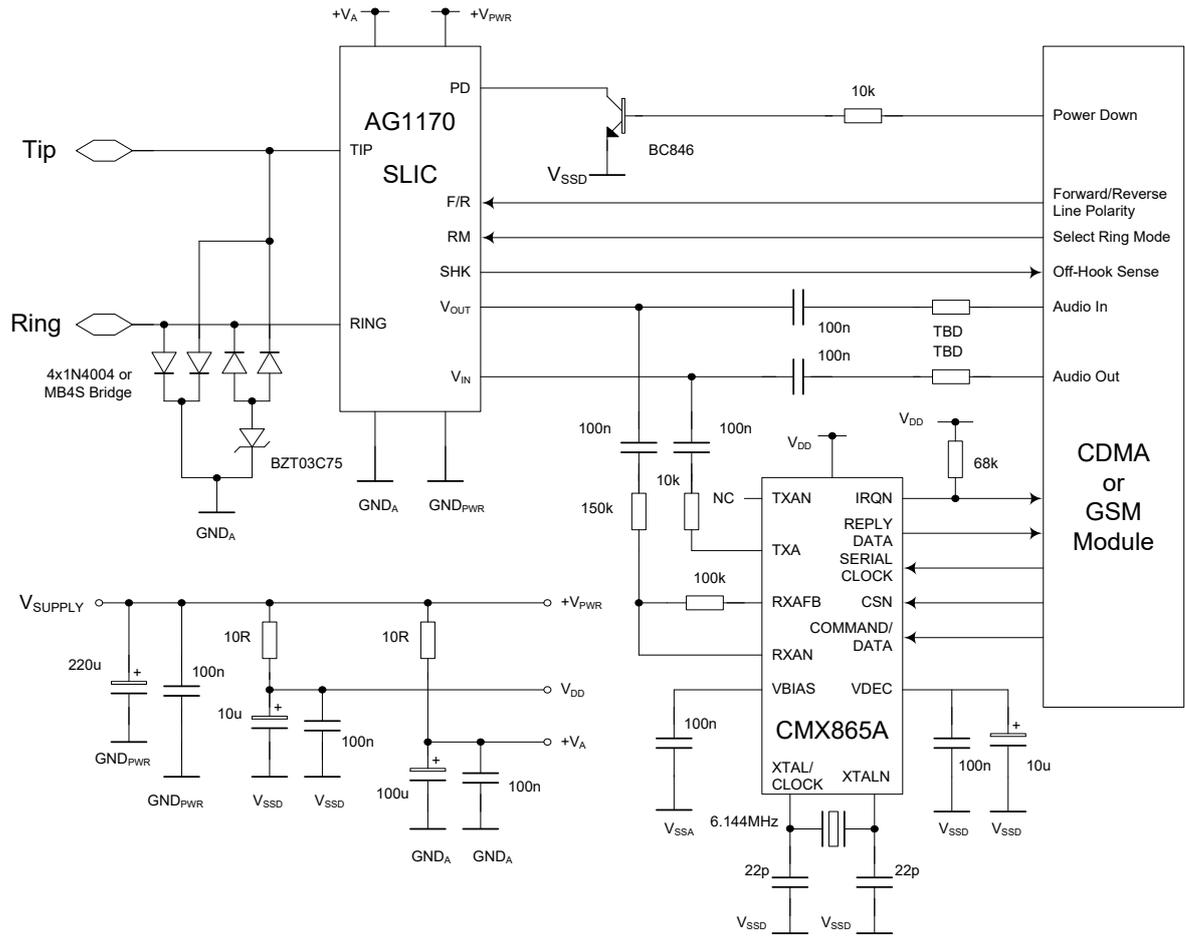 +VA
+VPWR
PD
10k
Power Down
AG1170
SLIC
BC846
Tip
TIP
VSSD
F/R
Forward/Reverse
Line Polarity
RM
Select Ring Mode
SHK
Off-Hook Sense
VOUT
Audio In
100n
TBD
Ring
RING
4x1N4004 or
MB4S Bridge
100n
TBD
VIN
Audio Out
BZT03C75
100n
100n
VDD
VDD
68k
CDMA
or
GSM
Module
GNDA
GNDPWR
GNDA
10k
150k
NC
TXAN
IRQN
REPLY
DATA
TXA
SERIAL
CLOCK
100k
RXAFB
CSN
COMMAND/
DATA
RXAN
VBIAS
VDEC
CMX865A
XTAL/
CLOCK
XTALN
100n
VSSA
100n
10u
VSSD
VSSD
6.144MHz
22p
22p
VSSD
VSSD
VSUPPLY
+VPWR
10R
10R
220u
100n
VDD
10u
100n
+VA
GNDPWR
GNDPWR
VSSD
VSSD
100u
100n
GNDA
GNDA
+
+
+
+